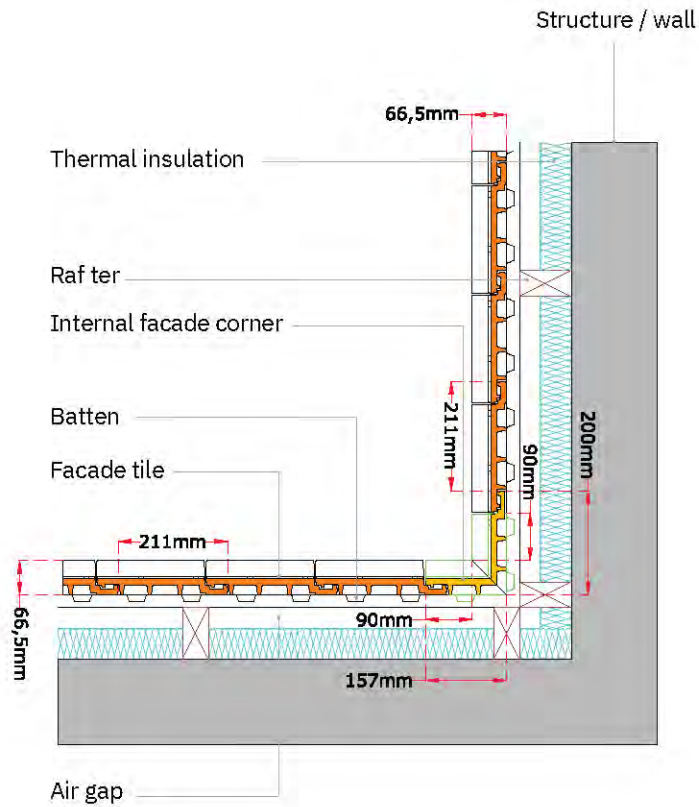 Structure / wall
66,5mm
Thermal insulation
Raf ter
Internal facade corner
Batten
211mm
90mm
200mm
Facade tile
211mm
66,5mm
90mm
157mm
Air gap